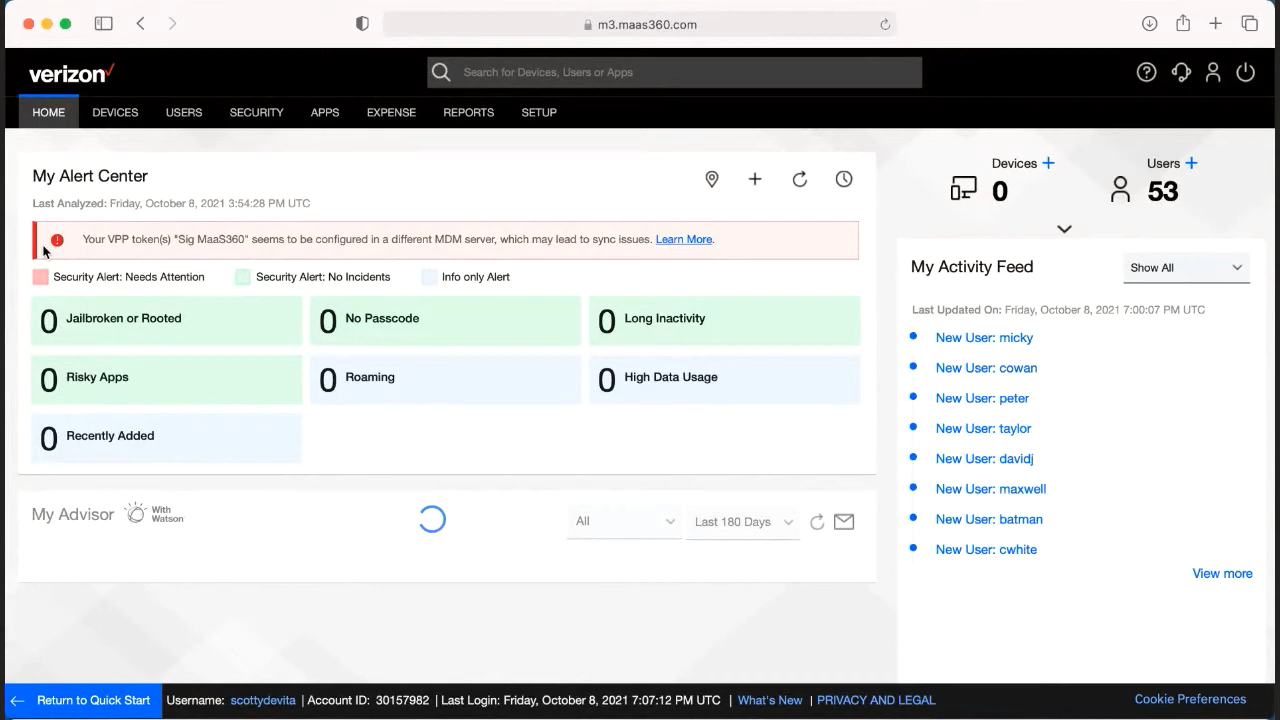 m3.maas360.com
verizon
Search for Devices, Users or Apps
HOME DEVICES USERS SECURITY APPS EXPENSE REPORTS SETUP
My Alert Center
Last Analyzed: Friday, October 8, 2021 3:54:28 PM UTC
Your VPP token(s) "Sig MaaS360" seems to be configured in a different MDM server, which may lead to sync issues. Learn More.
Security Alert: Needs Attention Security Alert: No Incidents Info only Alert
0 Jailbroken or Rooted 0 No Passcode 0 Long Inactivity
0 Risky Apps 0 Roaming 0 High Data Usage
0 Recently Added
My Advisor With Watson All Last 180 Days
Devices + Users +
0 53
My Activity Feed Show All
Last Updated On: Friday, October 8, 2021 7:00:07 PM UTC
New User: micky
New User: cowan
New User: peter
New User: taylor
New User: davidj
New User: maxwell
New User: batman
New User: cwhite
View more
Return to Quick Start Username: scottydevita | Account ID: 30157982 | Last Login: Friday, October 8, 2021 7:07:12 PM UTC | What's New | PRIVACY AND LEGAL Cookie Preferences